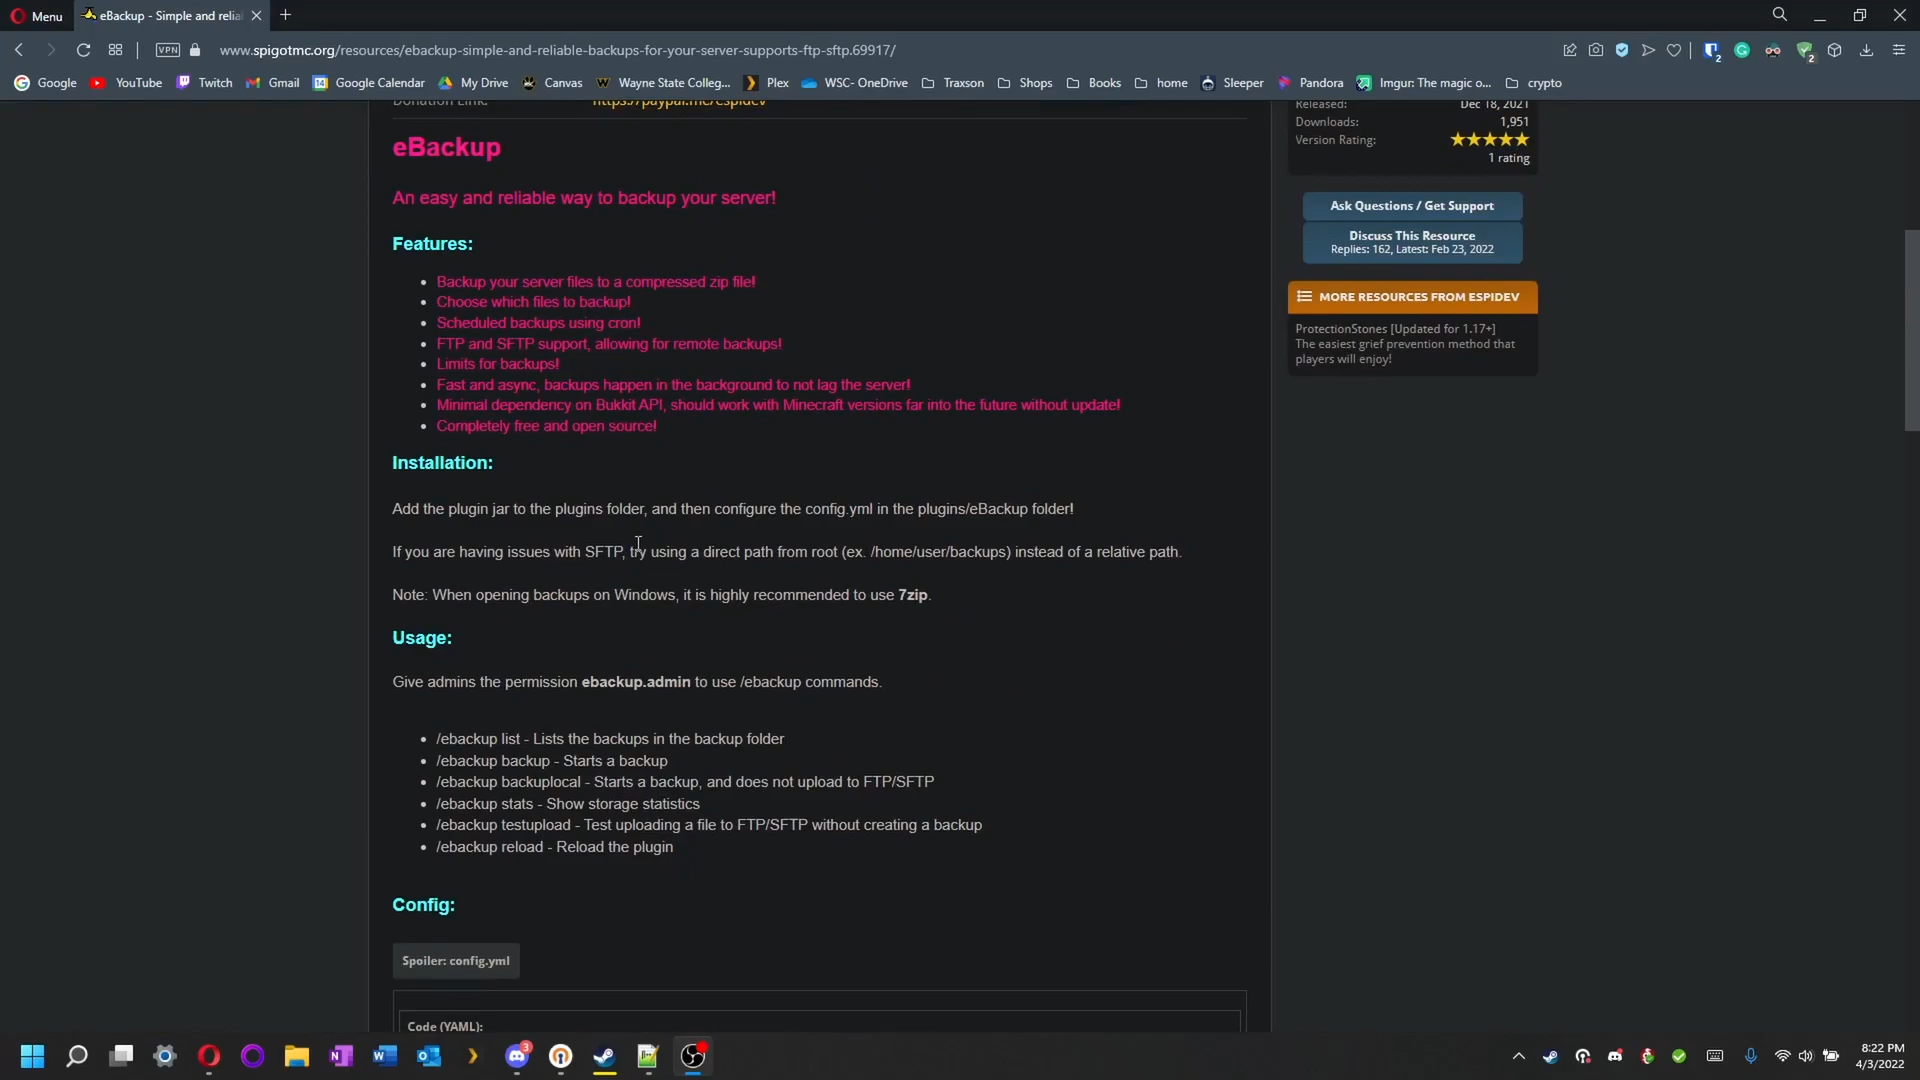 Menu
eBackup - Simple and relia
VPN
www.spigotmc.org/resources/ebackup-simple-and-reliable-backups-for-your-server-supports-ftp-sftp.69917/
2
2
Google
YouTube
Twitch
Gmail
Google Calendar
My Drive
Canvas
Wayne State Colleg...
Plex
WSC- OneDrive
Traxson
Shops
Books
home
Sleeper
Pandora
Imgur: The magic o...
crypto
Donation Link:
https://paypal.me/espidev
eBackup
An easy and reliable way to backup your server!
Features:
Backup your server files to a compressed zip file!
Choose which files to backup!
Scheduled backups using cron!
FTP and SFTP support, allowing for remote backups!
Limits for backups!
Fast and async, backups happen in the background to not lag the server!
Minimal dependency on Bukkit API, should work with Minecraft versions far into the future without update!
Completely free and open source!
Installation:
Add the plugin jar to the plugins folder, and then configure the config.yml in the plugins/eBackup folder!
If you are having issues with SFTP, try using a direct path from root (ex. /home/user/backups) instead of a relative path.
Note: When opening backups on Windows, it is highly recommended to use 7zip.
Usage:
Give admins the permission ebackup.admin to use /ebackup commands.
/ebackup list - Lists the backups in the backup folder
/ebackup backup - Starts a backup
/ebackup backuplocal - Starts a backup, and does not upload to FTP/SFTP
/ebackup stats - Show storage statistics
/ebackup testupload - Test uploading a file to FTP/SFTP without creating a backup
/ebackup reload - Reload the plugin
Config:
Spoiler: config.yml
Code (YAML):
Released:
Dec 18, 2021
Downloads:
1,951
Version Rating:
1 rating
Ask Questions / Get Support
Discuss This Resource
Replies: 162, Latest: Feb 23, 2022
MORE RESOURCES FROM ESPIDEV
ProtectionStones [Updated for 1.17+]
The easiest grief prevention method that
players will enjoy!
3
8:22 PM
4/3/2022